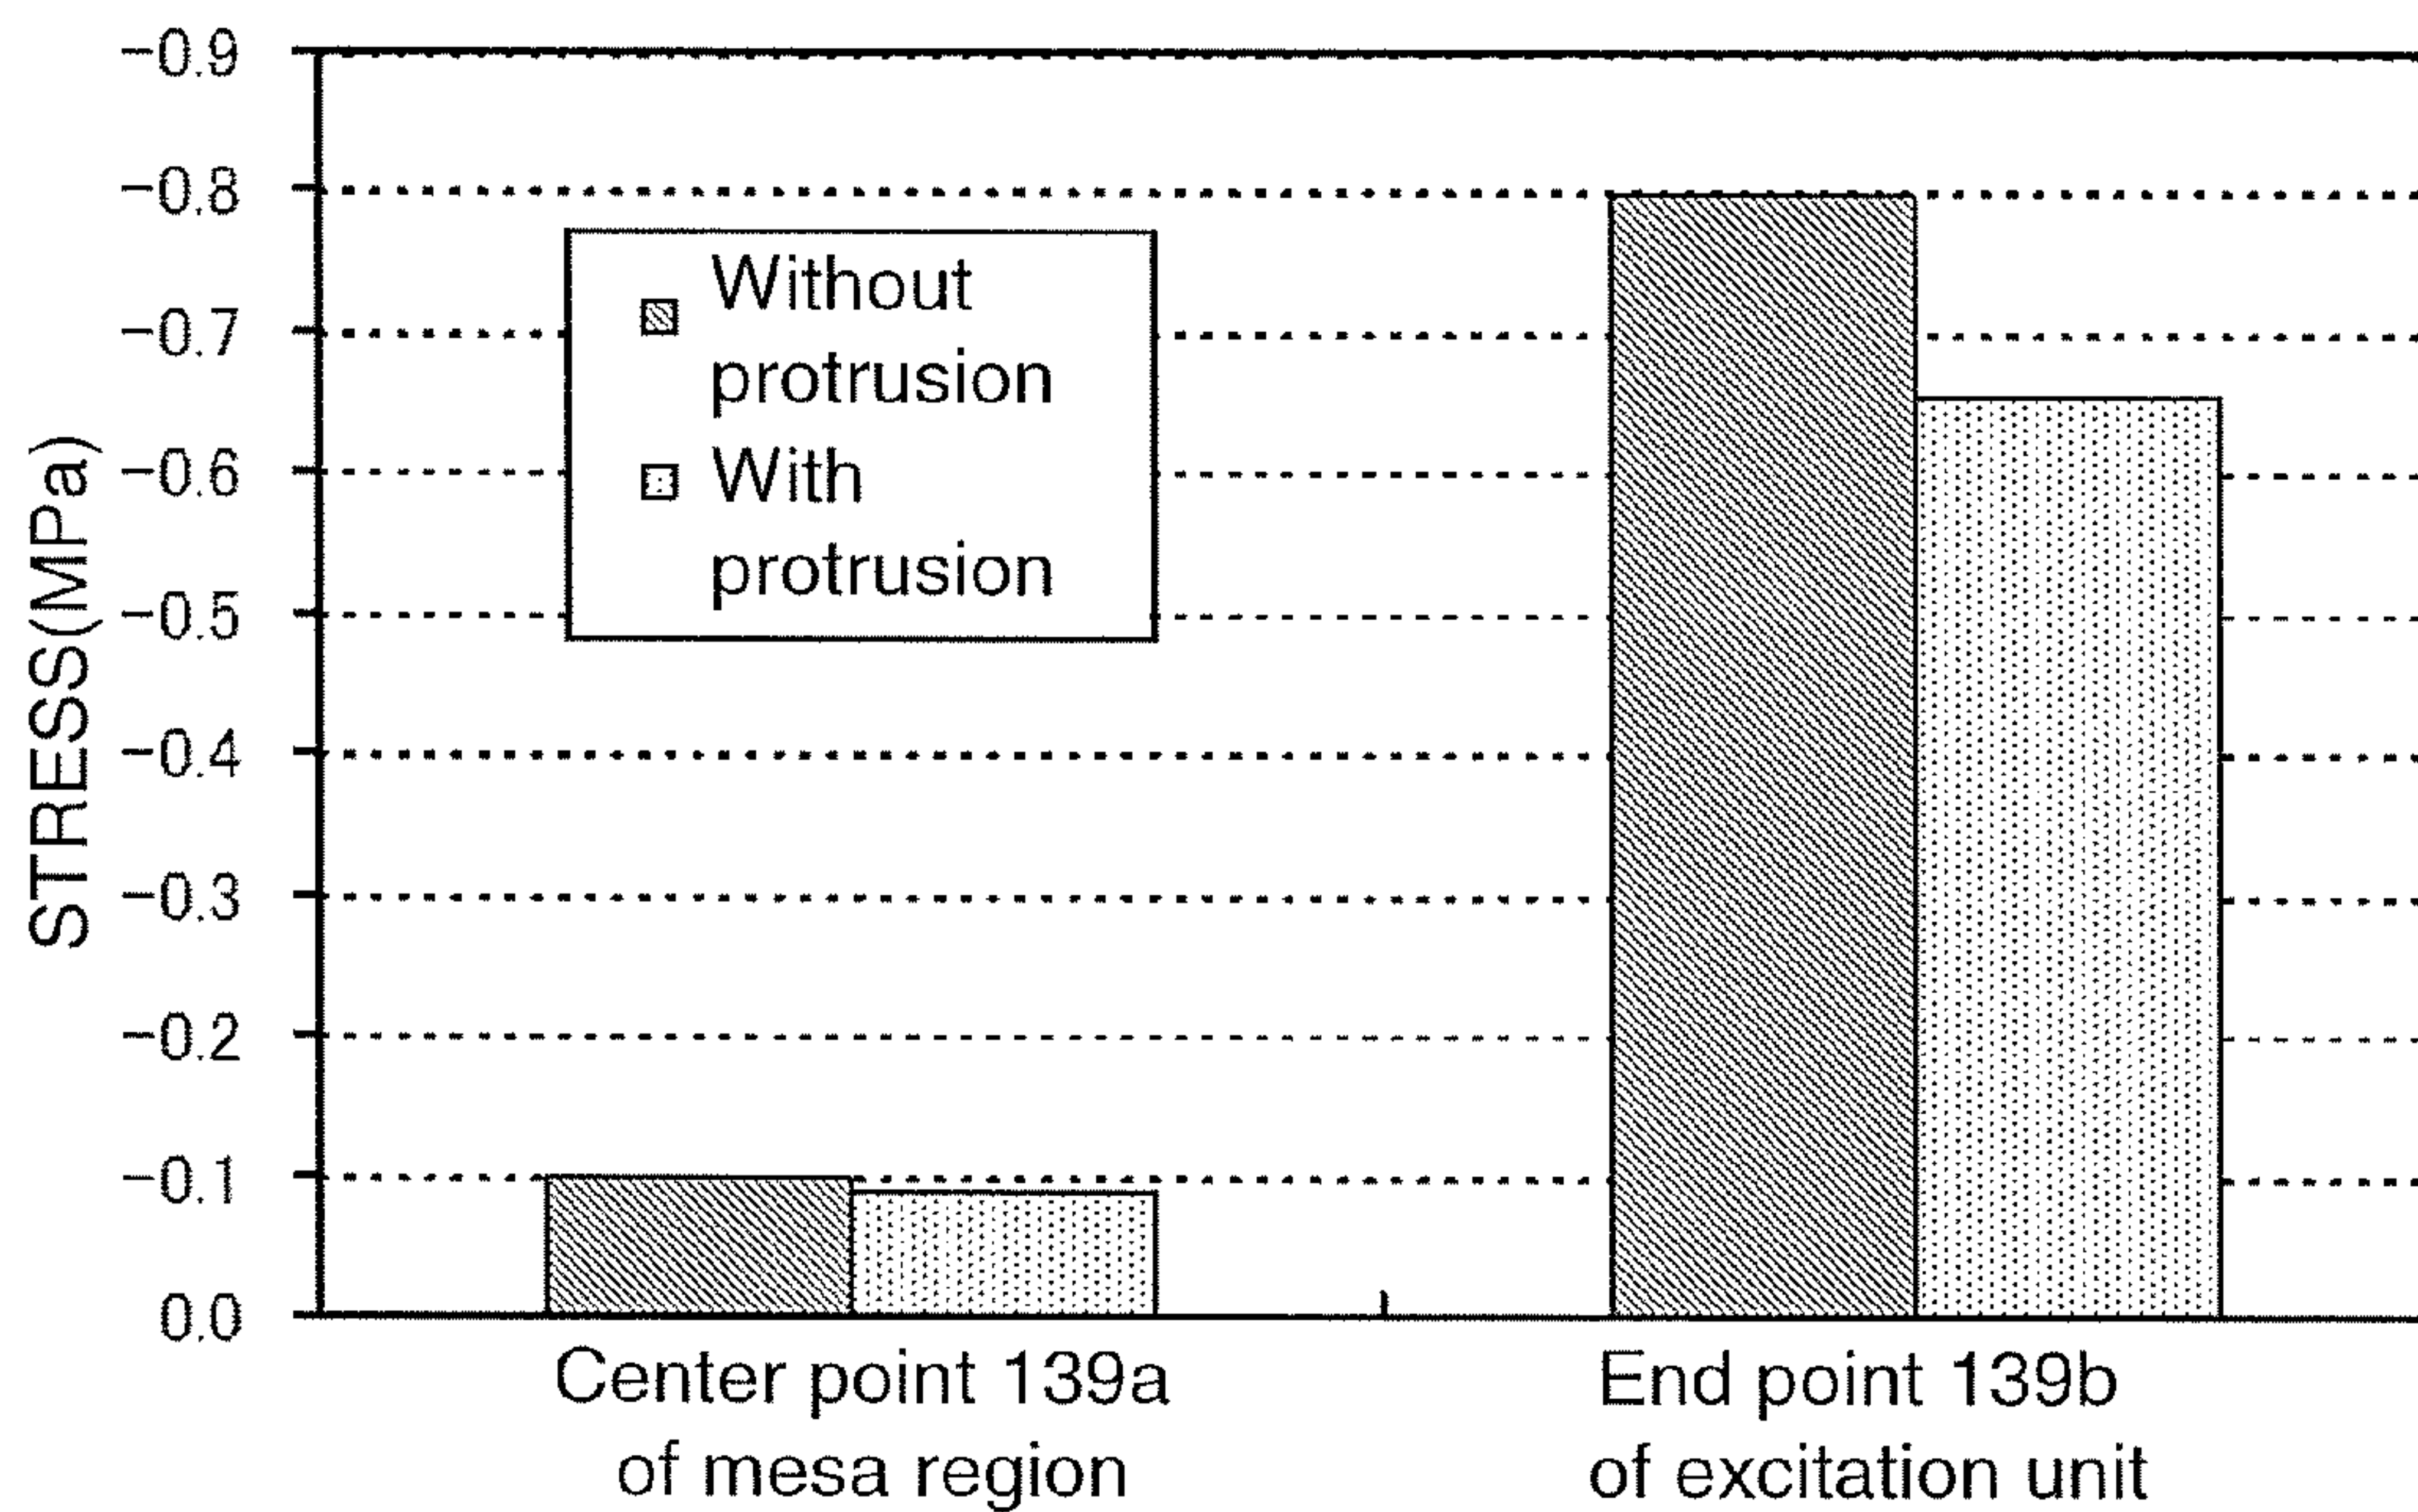 STRESS(MPa)
-0.9
-0.8
-0.7
-0.6
-0.5
-0.4
-0.3
-0.2
-0.1
0.0
Without
protrusion
With
protrusion
Center point 139a
of mesa region
End point 139b
of excitation unit